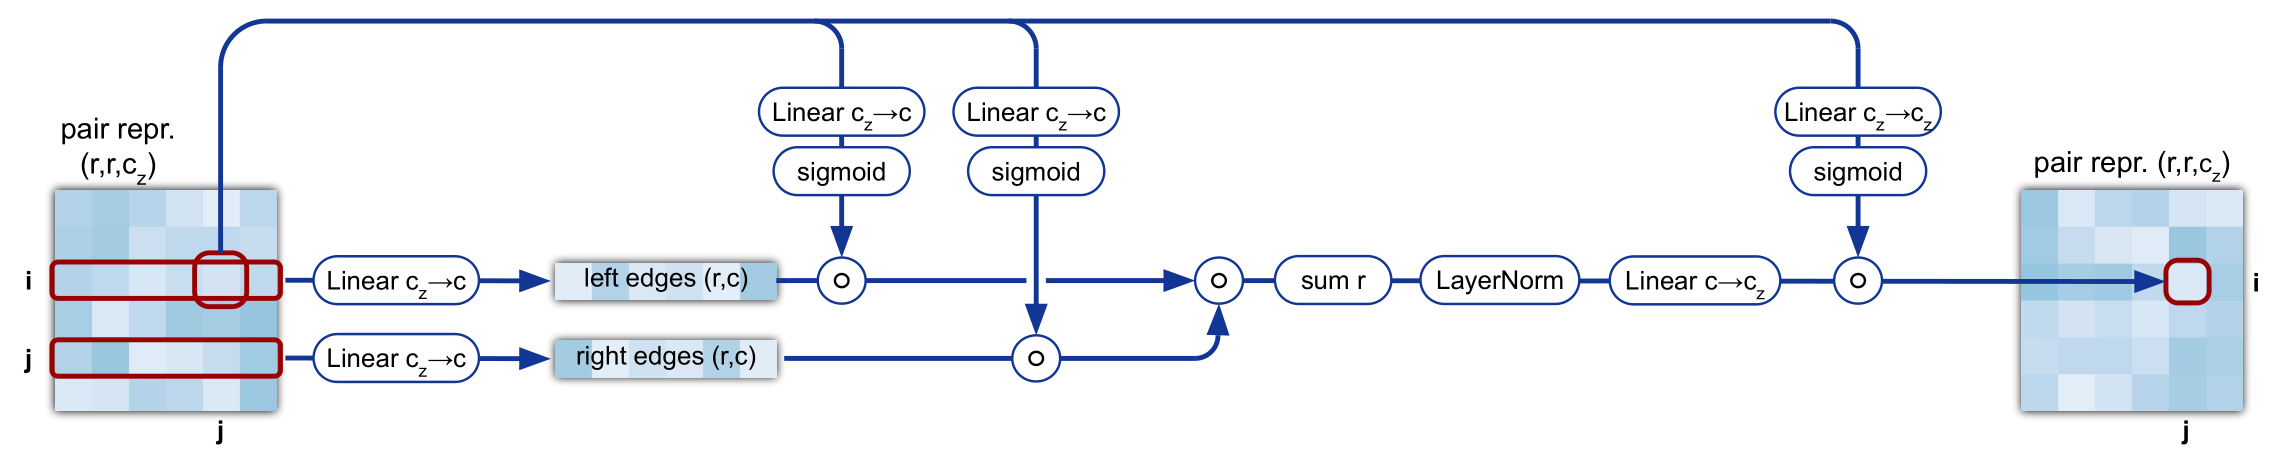 pair repr.
(r,r,c_z)
i
j
j
Linear c_z→c
Linear c_z→c
left edges (r,c)
right edges (r,c)
Linear c_z→c
sigmoid
Linear c_z→c
sigmoid
sum r
LayerNorm
Linear c→c_z
Linear c_z→c_z
sigmoid
pair repr. (r,r,c_z)
i
j